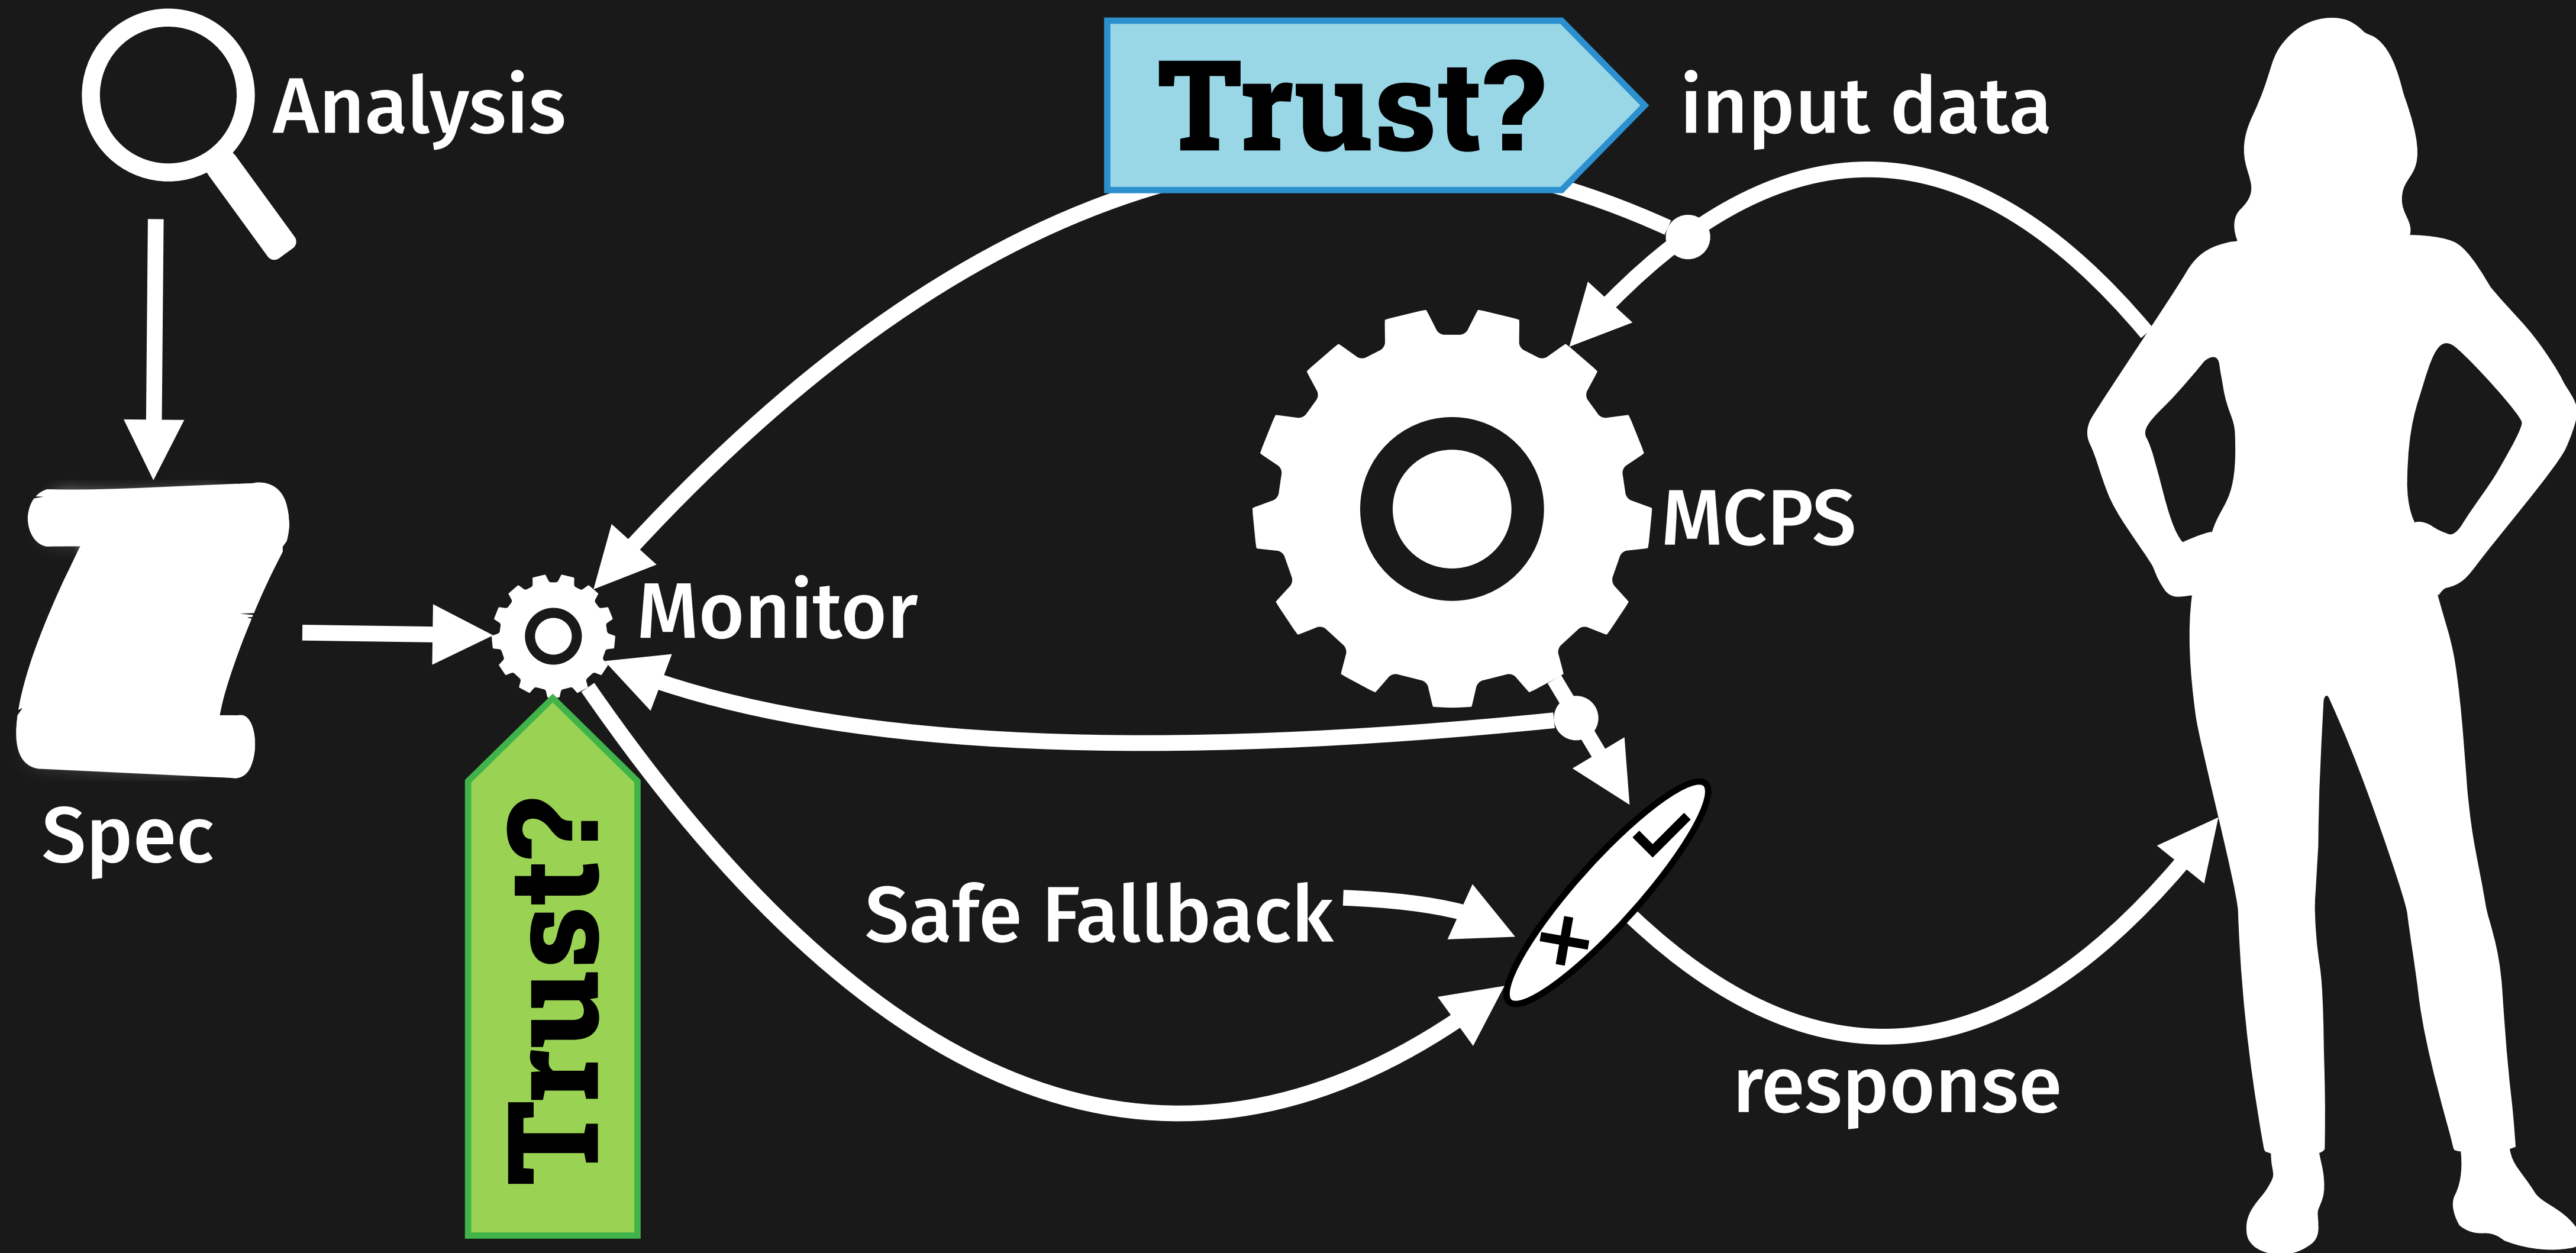 Analysis
Trust?
input data
MCPS
Monitor
Spec
Trust?
Safe Fallback
response